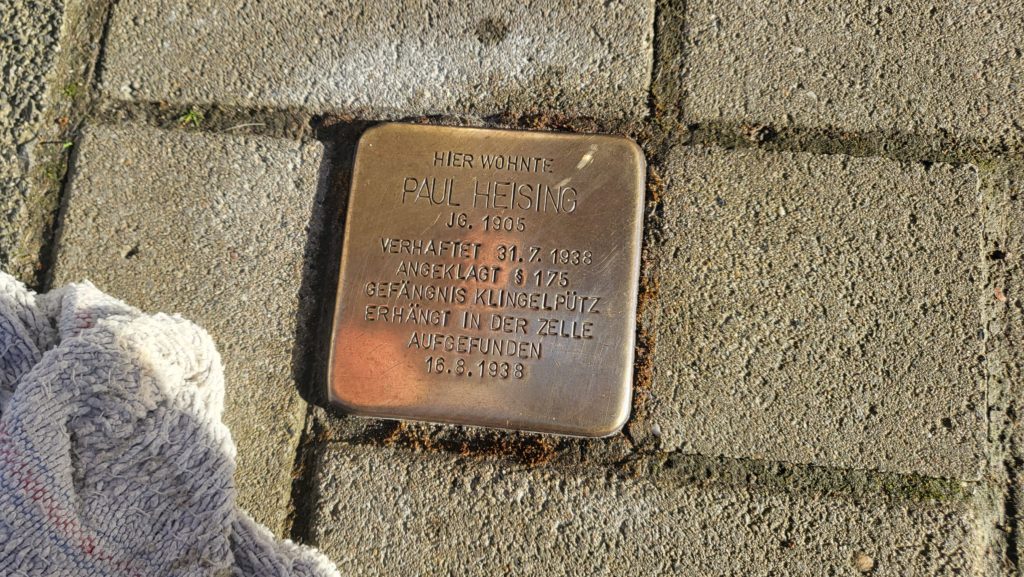 HIER WOHNTE
PAUL HEISING
JG. 1905
VERHAFTET 31.7.1938
ANGEKLAGT § 175
GEFÄNGNIS KLINGELPÜTZ
ERHÄNGT IN DER ZELLE
AUFGEFUNDEN
16.8.1938